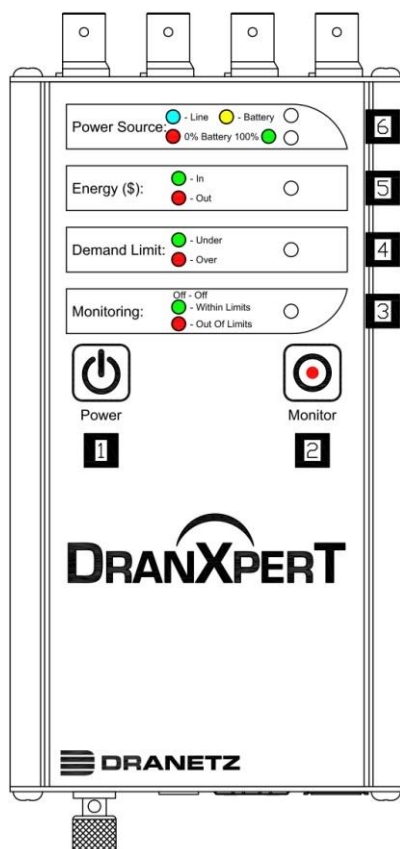 Power Source: - Line - Battery
0% Battery 100%
6
Energy ($): - In
- Out
5
Demand Limit: - Under
- Over
4
Off - Off
Monitoring: - Within Limits
- Out Of Limits
3
Power Monitor
1 2
DRANXPERT
DRANETZ